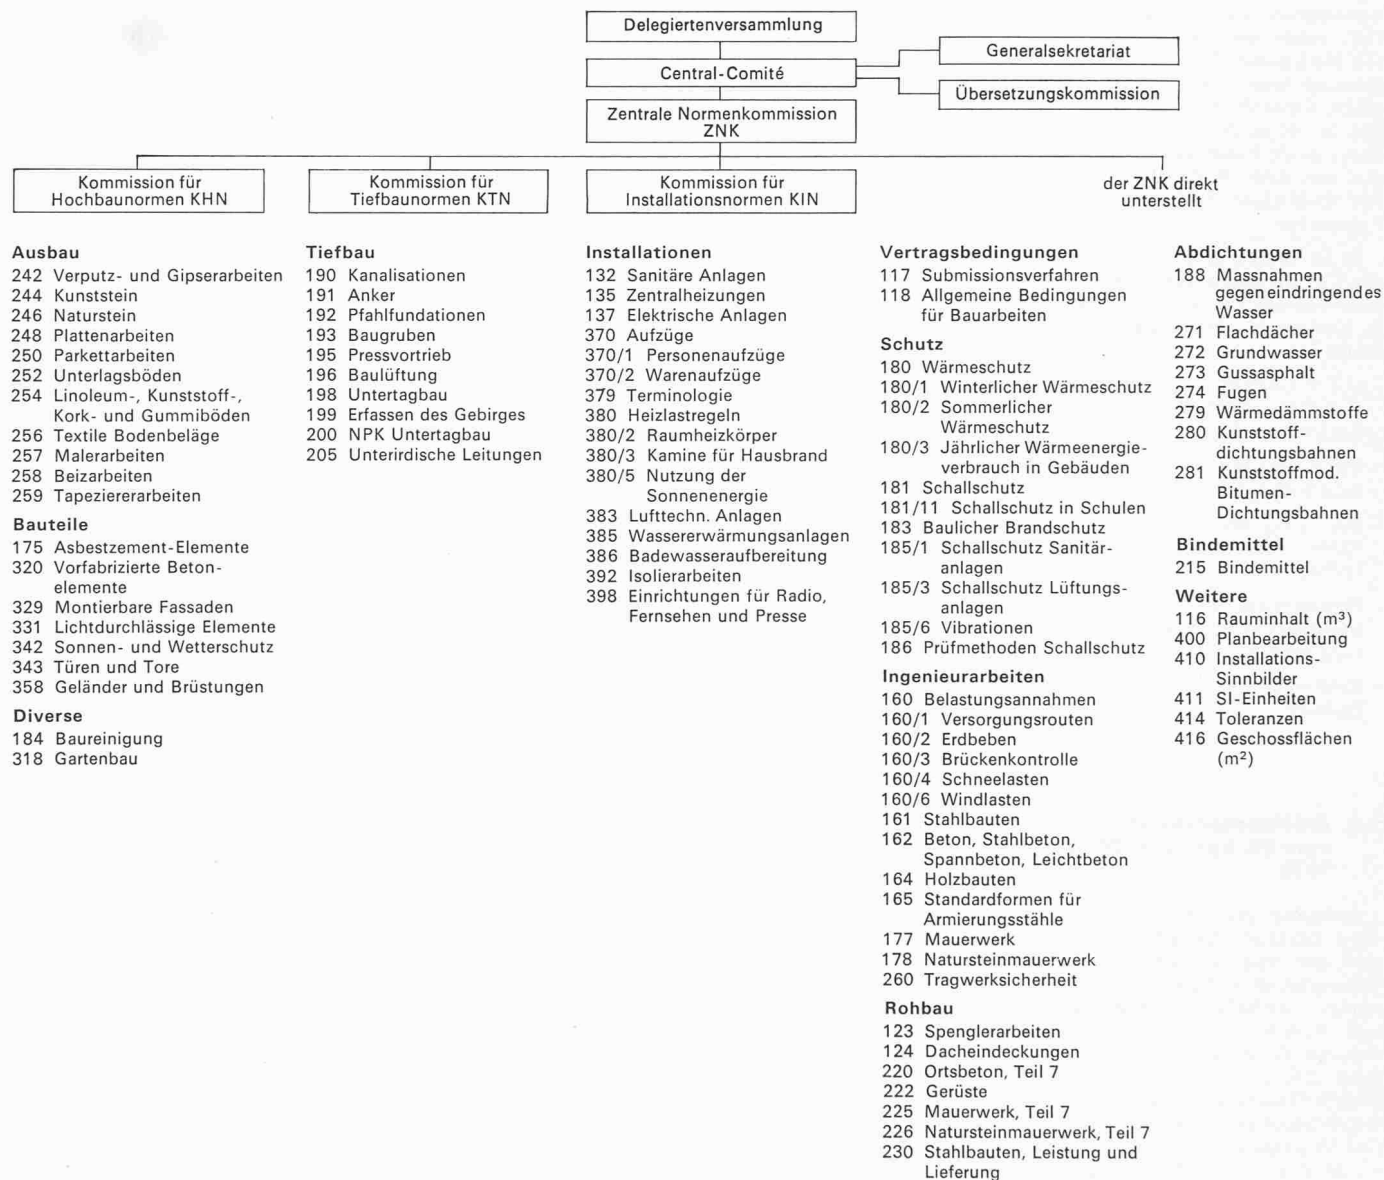 Delegiertenversammlung
Central-Comité
Generalsekretariat
Übersetzungskommission
Zentrale Normenkommission
ZNK
Kommission für
Hochbaunormen KHN
Kommission für
Tiefbaunormen KTN
Kommission für
Installationsnormen KIN
der ZNK direkt
unterstellt
Ausbau
242 Verputz- und Gipserarbeiten
244 Kunststein
246 Naturstein
248 Plattenarbeiten
250 Parkettarbeiten
252 Unterlagsböden
254 Linoleum-, Kunststoff-,
Kork- und Gummiböden
256 Textile Bodenbeläge
257 Malerarbeiten
258 Beizarbeiten
259 Tapeziererarbeiten
Bauteile
175 Asbestzement-Elemente
320 Vorfabrizierte Beton-
elemente
329 Montierbare Fassaden
331 Lichtdurchlässige Elemente
342 Sonnen- und Wetterschutz
343 Türen und Tore
358 Geländer und Brüstungen
Diverse
184 Baureinigung
318 Gartenbau
Tiefbau
190 Kanalisationen
191 Anker
192 Pfahlfundationen
193 Baugruben
195 Pressvortrieb
196 Baulüftung
198 Untertagbau
199 Erfassen des Gebirges
200 NPK Untertagbau
205 Unterirdische Leitungen
Installationen
132 Sanitäre Anlagen
135 Zentralheizungen
137 Elektrische Anlagen
370 Aufzüge
370/1 Personenaufzüge
370/2 Warenaufzüge
379 Terminologie
380 Heizlastregeln
380/2 Raumheizkörper
380/3 Kamine für Hausbrand
380/5 Nutzung der
Sonnenenergie
383 Lufttechn. Anlagen
385 Wassererwärmungsanlagen
386 Badewasseraufbereitung
392 Isolierarbeiten
398 Einrichtungen für Radio,
Fernsehen und Presse
Vertragsbedingungen
117 Submissionsverfahren
118 Allgemeine Bedingungen
für Bauarbeiten
Schutz
180 Wärmeschutz
180/1 Winterlicher Wärmeschutz
180/2 Sommerlicher
Wärmeschutz
180/3 Jährlicher Wärmeenergie-
verbrauch in Gebäuden
181 Schallschutz
181/11 Schallschutz in Schulen
183 Baulicher Brandschutz
185/1 Schallschutz Sanitär-
anlagen
185/3 Schallschutz Lüftungs-
anlagen
185/6 Vibrationen
186 Prüfmethoden Schallschutz
Ingenieurarbeiten
160 Belastungsannahmen
160/1 Versorgungsrouten
160/2 Erdbeben
160/3 Brückenkontrolle
160/4 Schneelasten
160/6 Windlasten
161 Stahlbauten
162 Beton, Stahlbeton,
Spannbeton, Leichtbeton
164 Holzbauten
165 Standardformen für
Armierungsstähle
177 Mauerwerk
178 Natursteinmauerwerk
260 Tragwerksicherheit
Rohbau
123 Spenglerarbeiten
124 Dacheindeckungen
220 Ortsbeton, Teil 7
222 Gerüste
225 Mauerwerk, Teil 7
226 Natursteinmauerwerk, Teil 7
230 Stahlbauten, Leistung und
Lieferung
Abdichtungen
188 Massnahmen
gegen eindringendes
Wasser
271 Flachdächer
272 Grundwasser
273 Gussasphalt
274 Fugen
279 Wärmedämmstoffe
280 Kunststoff-
dichtungsbahnen
281 Kunststoffmod.
Bitumen-
Dichtungsbahnen
Bindemittel
215 Bindemittel
Weitere
116 Rauminhalt (m³)
400 Planbearbeitung
410 Installations-
Sinnbilder
411 SI-Einheiten
414 Toleranzen
416 Geschossflächen
(m²)